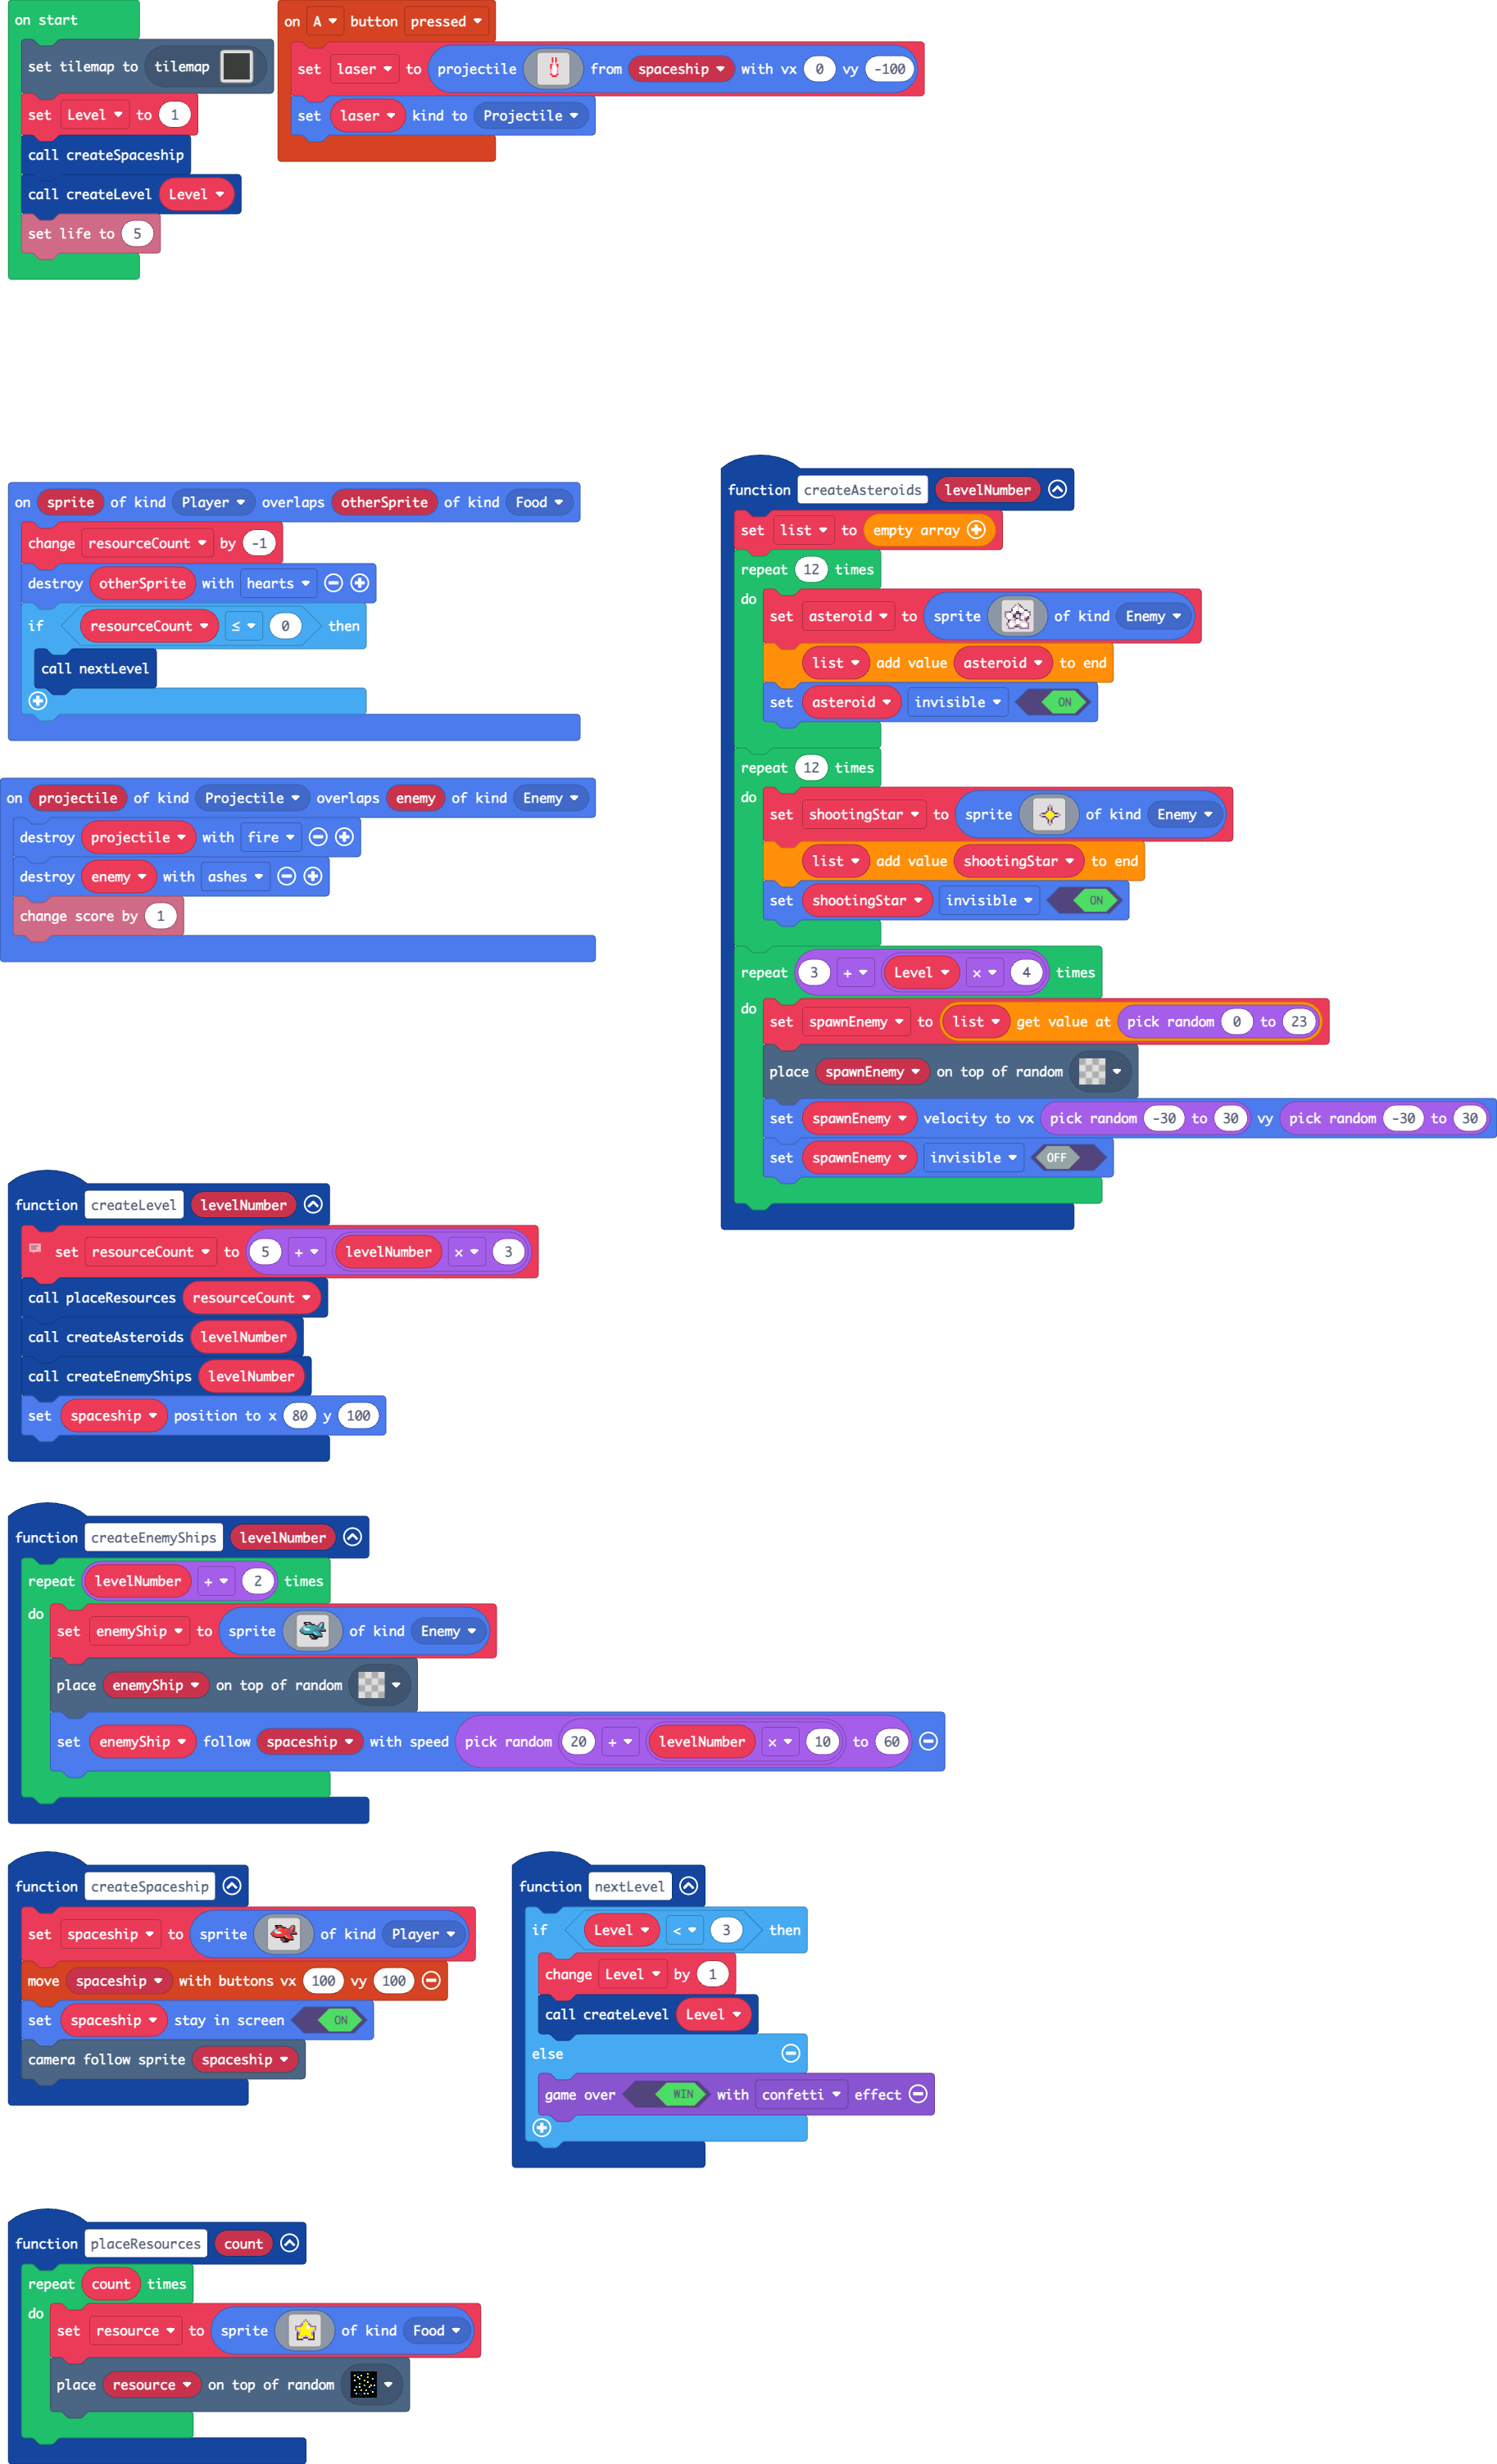 on start
set tilemap to tilemap
set Level to 1
call createSpaceship
call createLevel Level
set life to 5
on A button pressed
set laser to projectile from spaceship with vx 0 vy -100
set laser kind to Projectile
on sprite of kind Player overlaps otherSprite of kind Food
change resourceCount by -1
destroy otherSprite with hearts
if resourceCount ≤ 0 then
call nextLevel
on projectile of kind Projectile overlaps enemy of kind Enemy
destroy projectile with fire
destroy enemy with ashes
change score by 1
function createAsteroids levelNumber
set list to empty array
repeat 12 times
do
set asteroid to sprite of kind Enemy
list add value asteroid to end
set asteroid invisible ON
repeat 12 times
do
set shootingStar to sprite of kind Enemy
list add value shootingStar to end
set shootingStar invisible ON
repeat 3 + Level × 4 times
do
set spawnEnemy to list get value at pick random 0 to 23
place spawnEnemy on top of random
set spawnEnemy velocity to vx pick random -30 to 30 vy pick random -30 to 30
set spawnEnemy invisible OFF
function createLevel levelNumber
set resourceCount to 5 + levelNumber × 3
call placeResources resourceCount
call createAsteroids levelNumber
call createEnemyShips levelNumber
set spaceship position to x 80 y 100
function createEnemyShips levelNumber
repeat levelNumber + 2 times
do
set enemyShip to sprite of kind Enemy
place enemyShip on top of random
set enemyShip follow spaceship with speed pick random 20 + levelNumber × 10 to 60
function createSpaceship
set spaceship to sprite of kind Player
move spaceship with buttons vx 100 vy 100
set spaceship stay in screen ON
camera follow sprite spaceship
function nextLevel
if Level < 3 then
change Level by 1
call createLevel Level
else
game over WIN with confetti effect
function placeResources count
repeat count times
do
set resource to sprite of kind Food
place resource on top of random